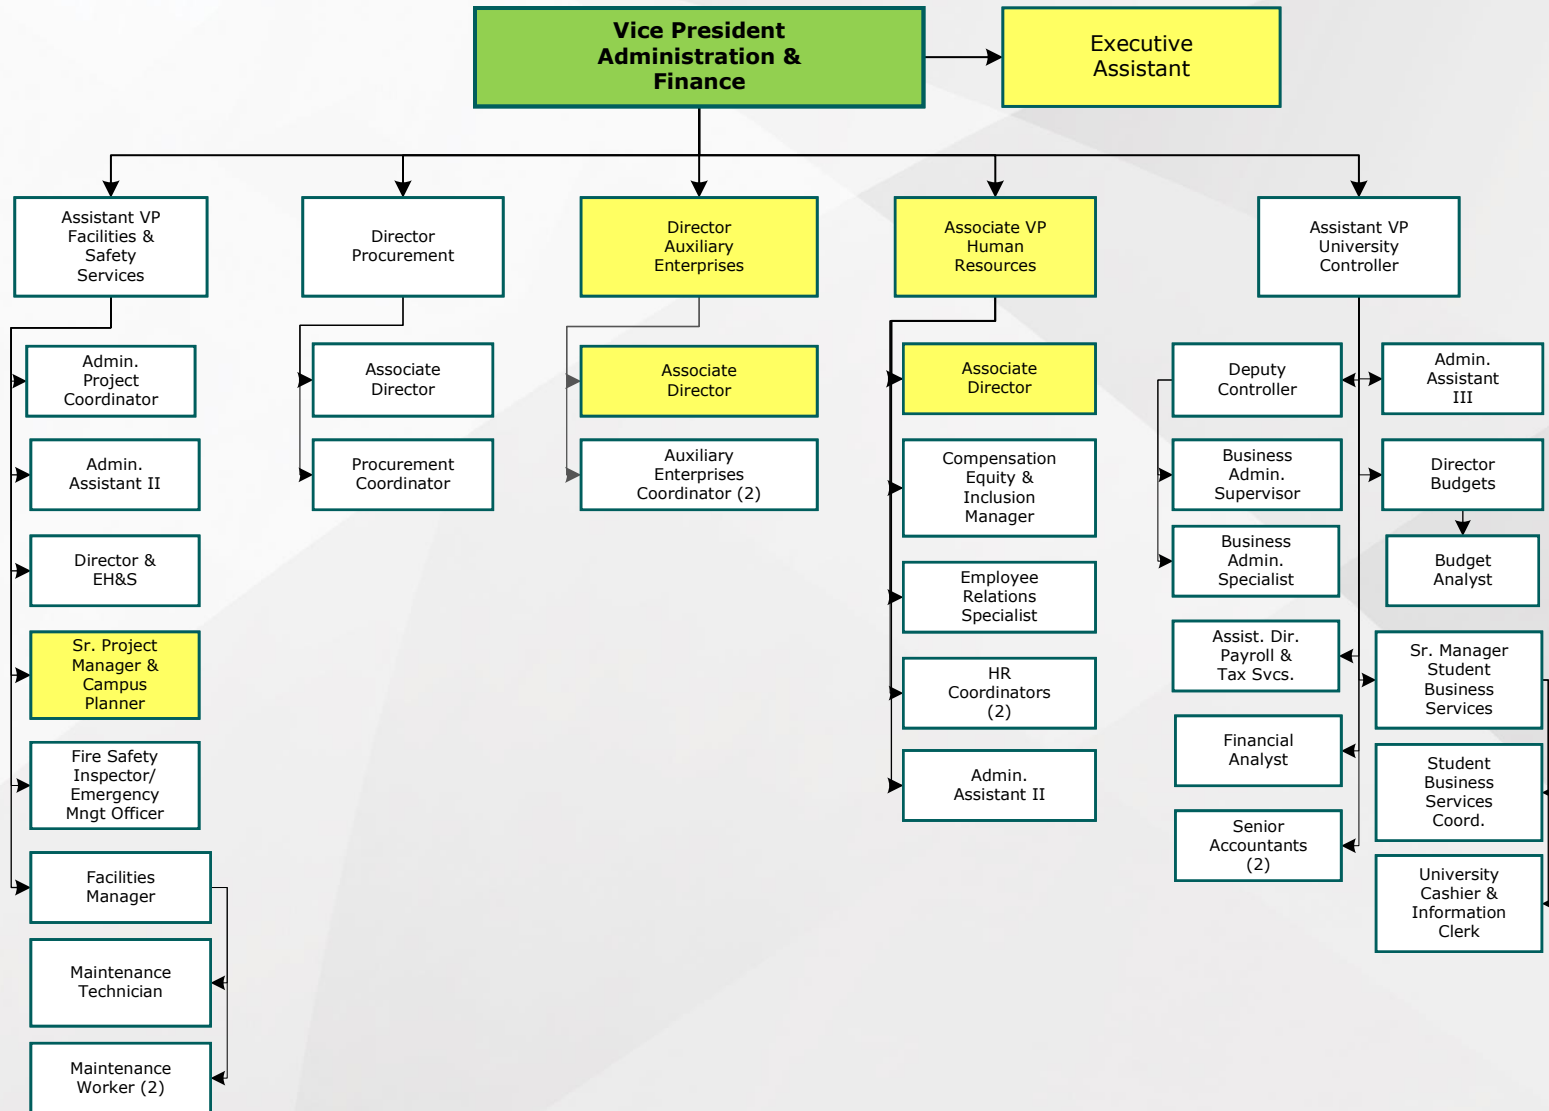 Vice President
Administration &
Finance
Executive
Assistant
Assistant VP
Facilities &
Safety
Services
Director
Procurement
Director
Auxiliary
Enterprises
Associate VP
Human
Resources
Assistant VP
University
Controller
Admin.
Project
Coordinator
Admin.
Assistant II
Director &
EH&S
Sr. Project
Manager &
Campus
Planner
Fire Safety
Inspector/
Emergency
Mngt Officer
Facilities
Manager
Maintenance
Technician
Maintenance
Worker (2)
Associate
Director
Procurement
Coordinator
Associate
Director
Auxiliary
Enterprises
Coordinator (2)
Associate
Director
Compensation
Equity &
Inclusion
Manager
Employee
Relations
Specialist
HR
Coordinators
(2)
Admin.
Assistant II
Deputy
Controller
Business
Admin.
Supervisor
Business
Admin.
Specialist
Assist. Dir.
Payroll &
Tax Svcs.
Financial
Analyst
Senior
Accountants
(2)
Admin.
Assistant
III
Director
Budgets
Budget
Analyst
Sr. Manager
Student
Business
Services
Student
Business
Services
Coord.
University
Cashier &
Information
Clerk